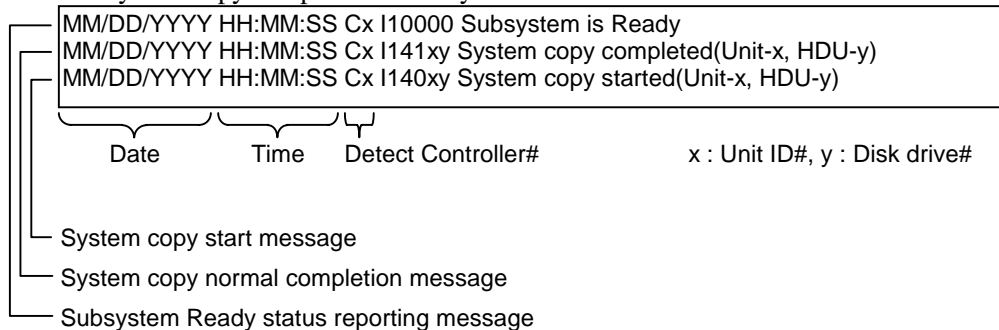 MM/DD/YYYY HH:MM:SS Cx I10000 Subsystem is Ready
MM/DD/YYYY HH:MM:SS Cx I141xy System copy completed(Unit-x, HDU-y)
MM/DD/YYYY HH:MM:SS Cx I140xy System copy started(Unit-x, HDU-y)
Date Time Detect Controller# x : Unit ID#, y : Disk drive#
System copy start message
System copy normal completion message
Subsystem Ready status reporting message